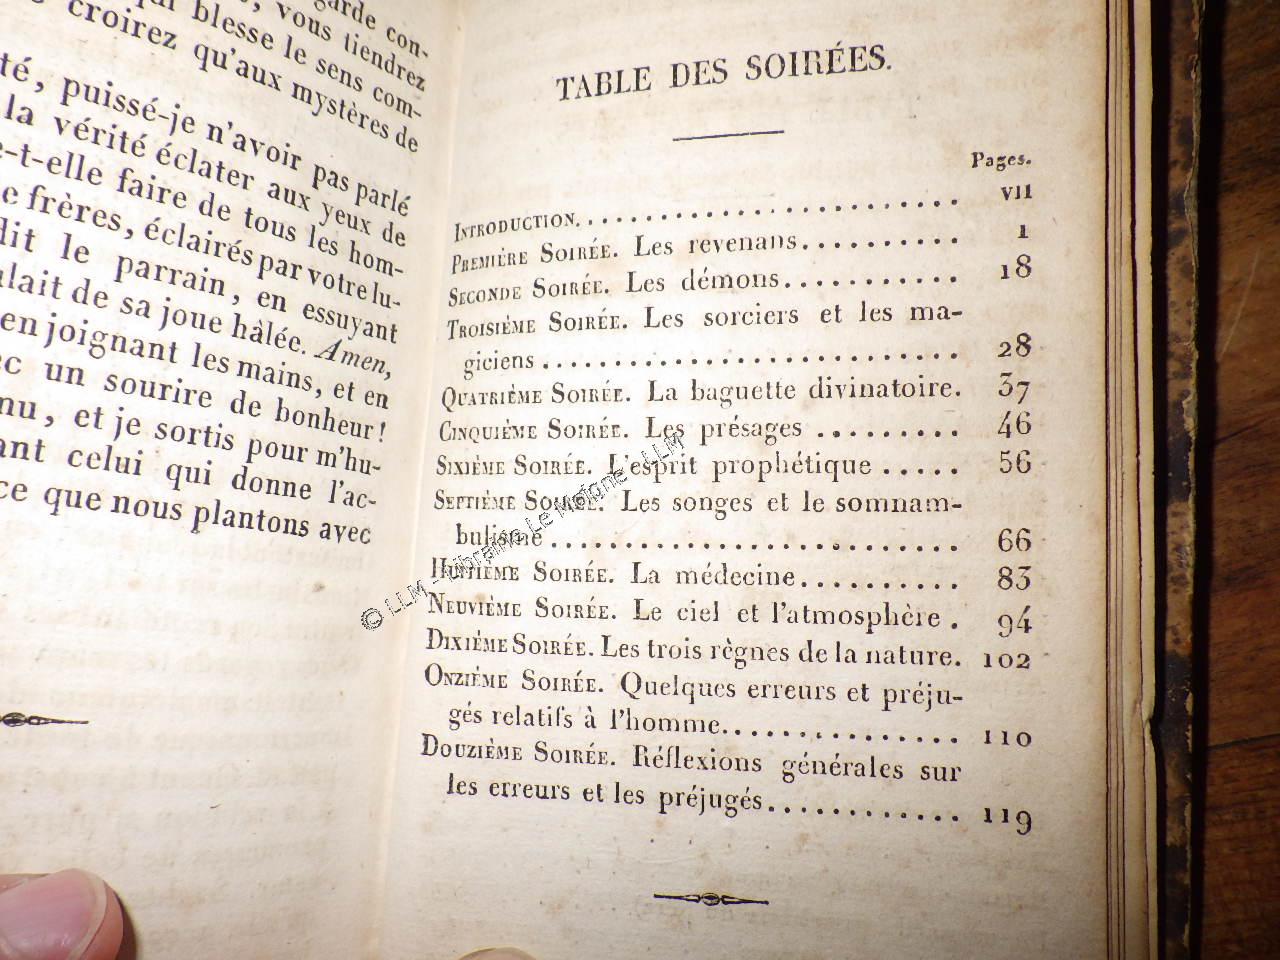 garde con-
vous tiendrez
blesse le sens com-
croirez qu'aux mystères de
té, puissé-je n'avoir pas parlé
la vérité éclater aux yeux de
-t-elle faire de tous les hom-
e frères, éclairés par votre lu-
dit le parrain, en essuyant
lait de sa joue hâlée. Amen,
en joignant les mains, et en
ec un sourire de bonheur!
nu, et je sortis pour m'hu-
ant celui qui donne l'ac-
ce que nous plantons avec
TABLE DES SOIRÉES.
Pages.
INTRODUCTION. . . . . . . . . . . . . . . . . . . . . VII
PREMIÈRE SOIRÉE. Les revenans. . . . . . . . . 1
SECONDE SOIRÉE. Les démons. . . . . . . . . . 18
TROISIÈME SOIRÉE. Les sorciers et les ma-
giciens . . . . . . . . . . . . . . . . . . . . . . 28
QUATRIÈME SOIRÉE. La baguette divinatoire. 37
CINQUIÈME SOIRÉE. Les présages . . . . . . . . 46
SIXIÈME SOIRÉE. L'esprit prophétique . . . . . 56
SEPTIÈME SOIRÉE. Les songes et le somnam-
bulisme . . . . . . . . . . . . . . . . . . . . . . 66
HUITIÈME SOIRÉE. La médecine. . . . . . . . . 83
NEUVIÈME SOIRÉE. Le ciel et l'atmosphère . 94
DIXIÈME SOIRÉE. Les trois règnes de la nature. 102
ONZIÈME SOIRÉE. Quelques erreurs et préju-
gés relatifs à l'homme. . . . . . . . . . . . . . 110
DOUZIÈME SOIRÉE. Réflexions générales sur
les erreurs et les préjugés. . . . . . . . . . . . 119
© LLM - Librairie Le Mojane - LLM